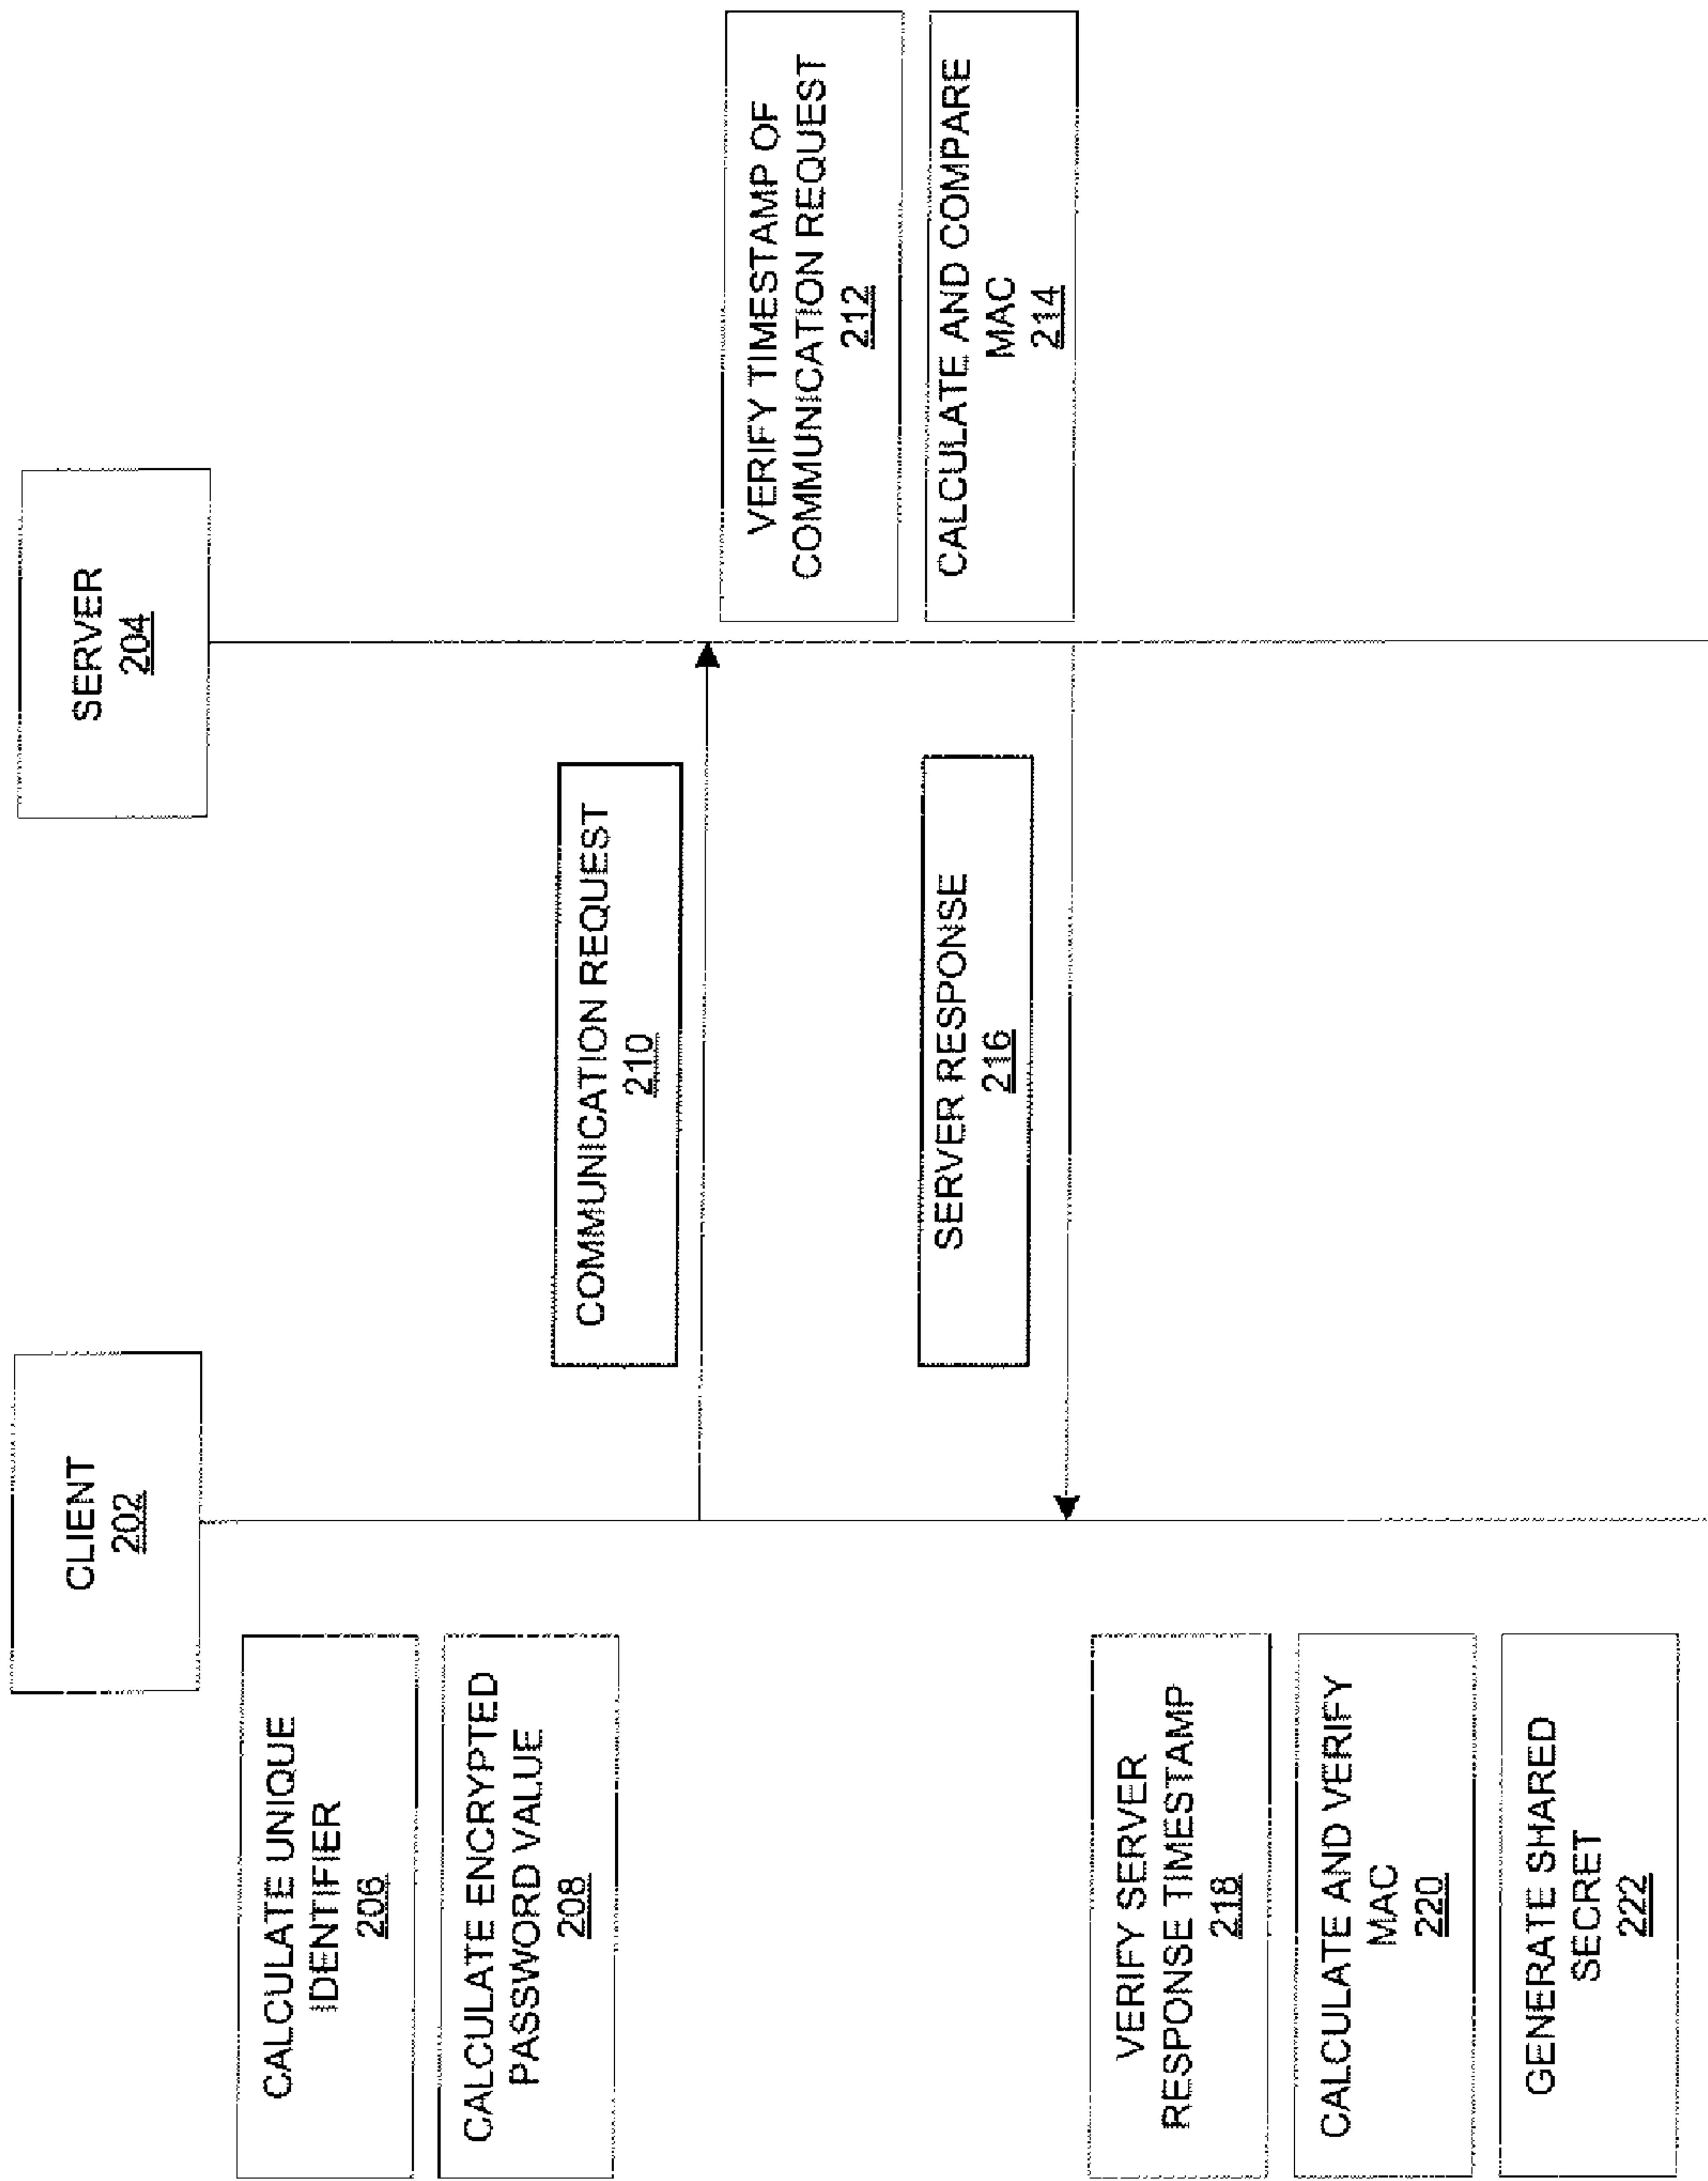 CLIENT
202
SERVER
204
CALCULATE UNIQUE
IDENTIFIER
206
CALCULATE ENCRYPTED
PASSWORD VALUE
208
COMMUNICATION REQUEST
210
VERIFY TIMESTAMP OF
COMMUNICATION REQUEST
212
CALCULATE AND COMPARE
MAC
214
SERVER RESPONSE
216
VERIFY SERVER
RESPONSE TIMESTAMP
218
CALCULATE AND VERIFY
MAC
220
GENERATE SHARED
SECRET
222